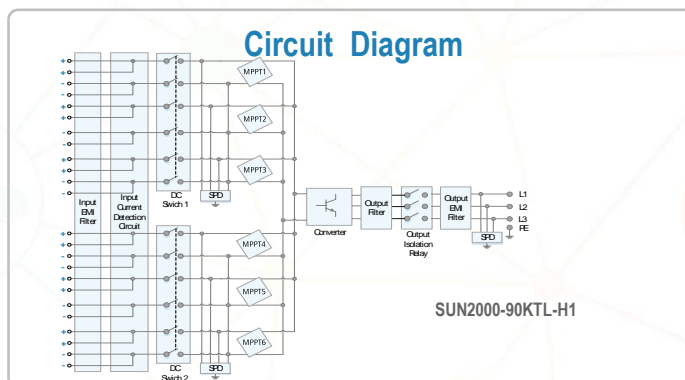 Circuit Diagram
+
+
-
-
+
+
-
-
+
+
-
-
MPPT1
MPPT2
MPPT3
SPD
DC
Swich 1
Input
EMI
Filter
Input
Current
Detection
Circuit
Converter
Output
Filter
Output
Isolation
Relay
Output
EMI
Filter
L1
L2
L3
PE
SPD
+
+
-
-
+
+
-
-
+
+
-
-
MPPT4
MPPT5
MPPT6
SPD
DC
Swich 2
SUN2000-90KTL-H1